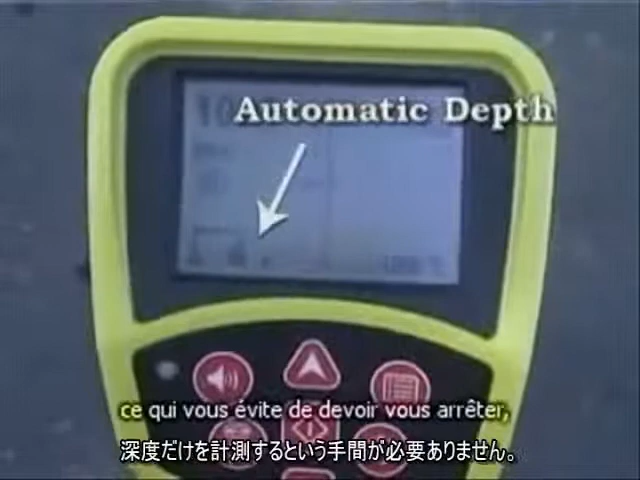 Automatic Depth
ce qui vous évite de devoir vous arrêter,
深度だけを計測するという手間が必要ありません。